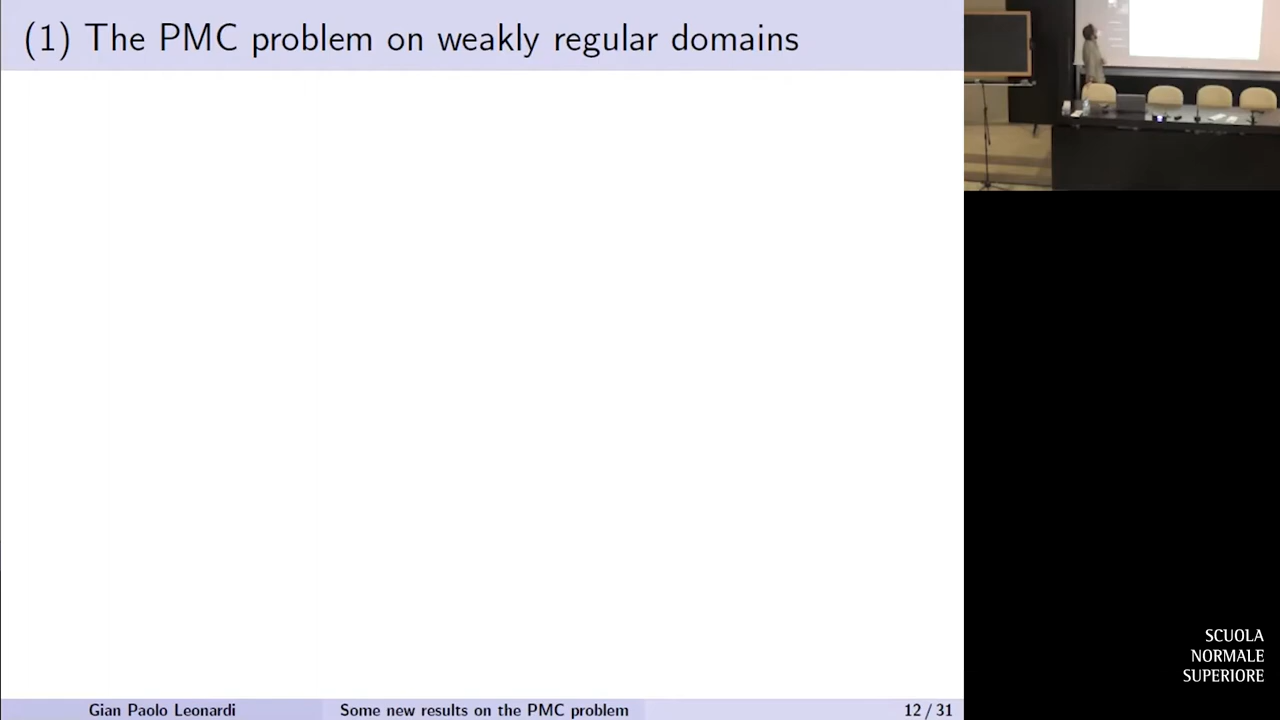 (1) The PMC problem on weakly regular domains
SCUOLA
NORMALE
SUPERIORE
Gian Paolo Leonardi
Some new results on the PMC problem
12 / 31